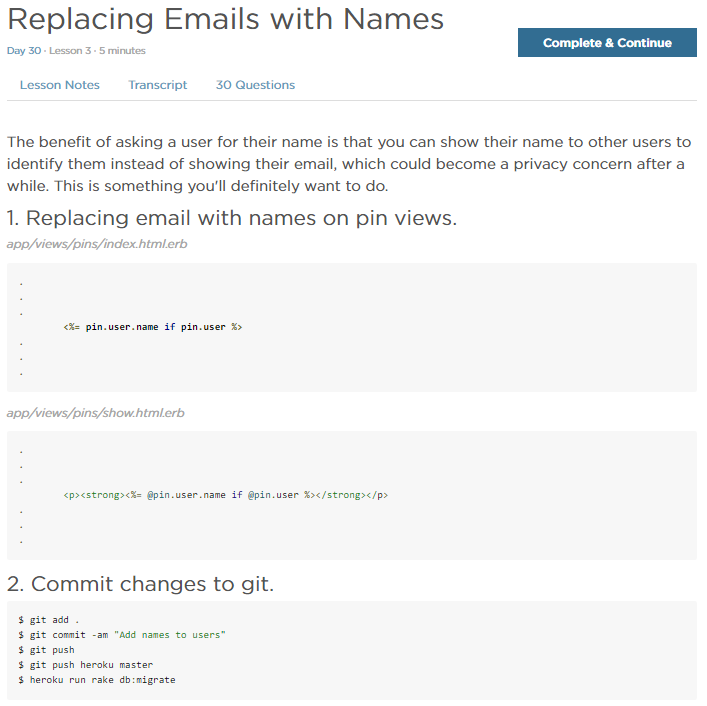 Replacing Emails with Names
Day 30 · Lesson 3 · 5 minutes
Complete & Continue
Lesson Notes Transcript 30 Questions
The benefit of asking a user for their name is that you can show their name to other users to
identify them instead of showing their email, which could become a privacy concern after a
while. This is something you'll definitely want to do.
1. Replacing email with names on pin views.
app/views/pins/index.html.erb
.
.
.
<%= pin.user.name if pin.user %>
.
.
.
app/views/pins/show.html.erb
.
.
.
<p><strong><%= @pin.user.name if @pin.user %></strong></p>
.
.
.
2. Commit changes to git.
$ git add .
$ git commit -am "Add names to users"
$ git push
$ git push heroku master
$ heroku run rake db:migrate